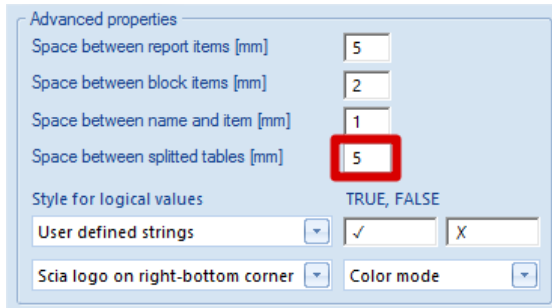 Advanced properties
Space between report items [mm] 5
Space between block items [mm] 2
Space between name and item [mm] 1
Space between splitted tables [mm] 5
Style for logical values TRUE, FALSE
User defined strings ✓ X
Scia logo on right-bottom corner Color mode